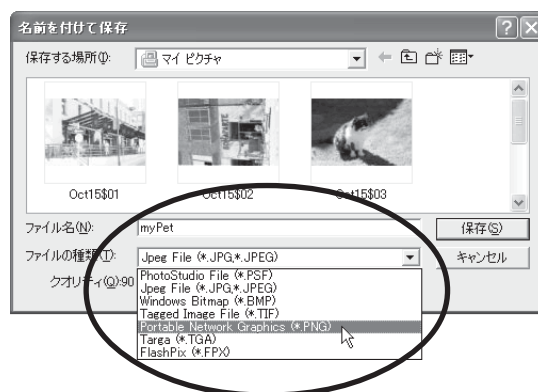 名前を付けて保存
保存する場所(I): マイ ピクチャ
Oct15$01 Oct15$02 Oct15$03
ファイル名(N): myPet 保存(S)
ファイルの種類(T): Jpeg File (*.JPG,*.JPEG) キャンセル
クオリティ(Q):90
PhotoStudio File (*.PSF)
Jpeg File (*.JPG,*.JPEG)
Windows Bitmap (*.BMP)
Tagged Image File (*.TIF)
Portable Network Graphics (*.PNG)
Targa (*.TGA)
FlashPix (*.FPX)